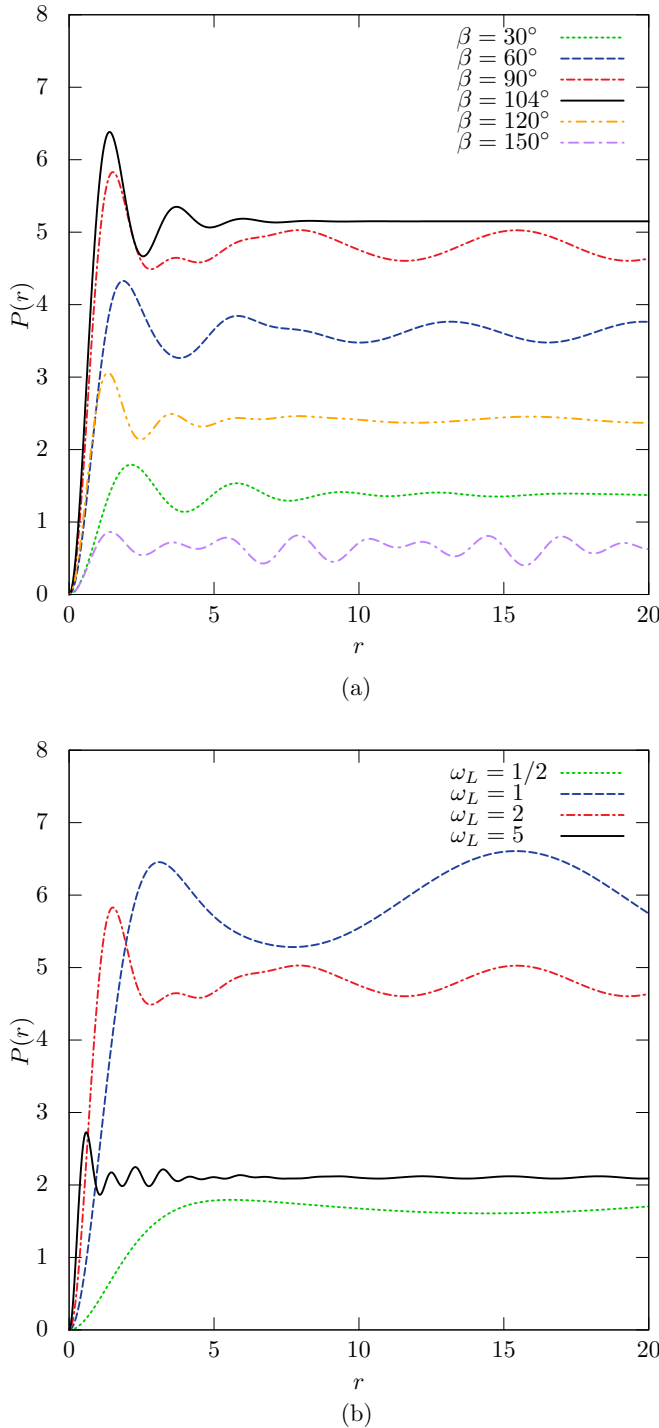 8
7
6
5
4
3
2
1
0
P(r)
β = 30°
β = 60°
β = 90°
β = 104°
β = 120°
β = 150°
0 5 10 15 20
r
(a)
8
7
6
5
4
3
2
1
0
P(r)
ω_L = 1/2
ω_L = 1
ω_L = 2
ω_L = 5
0 5 10 15 20
r
(b)